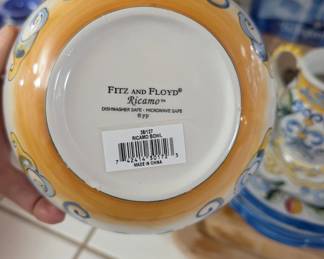 FITZ AND FLOYD®
Ricamo™
DISHWASHER SAFE • MICROWAVE SAFE
RICAMO BOWL
MADE IN CHINA